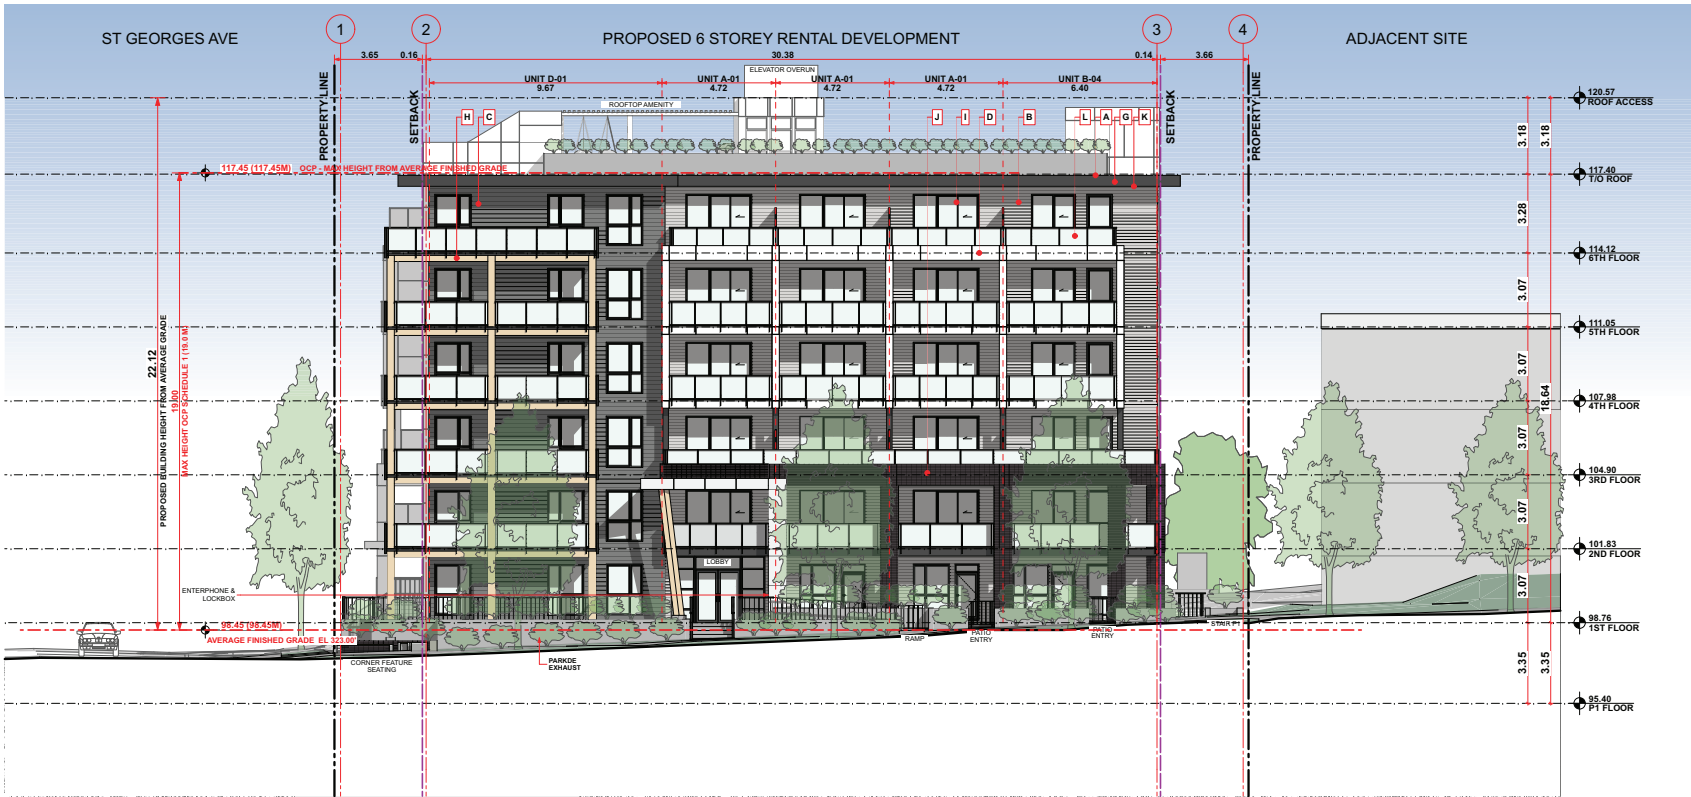 ST GEORGES AVE
1
2
PROPOSED 6 STOREY RENTAL DEVELOPMENT
3
4
ADJACENT SITE
3.65
0.16
30.38
0.14
3.66
ELEVATOR OVERUN
UNIT D-01
9.67
UNIT A-01
4.72
UNIT A-01
4.72
UNIT A-01
4.72
UNIT B-04
6.40
PROPERTY LINE
SETBACK
SETBACK
PROPERTY LINE
ROOFTOP AMENITY
H
C
J
I
D
B
L
A
G
K
120.57
ROOF ACCESS
3.18
3.18
117.45 (117.45M)
OCP - MAX HEIGHT FROM AVERAGE FINISHED GRADE
117.40
T/O ROOF
3.28
114.12
6TH FLOOR
3.07
111.05
5TH FLOOR
3.07
18.64
107.98
4TH FLOOR
3.07
104.90
3RD FLOOR
3.07
101.83
2ND FLOOR
3.07
98.76
1ST FLOOR
3.35
3.35
95.40
P1 FLOOR
22.12
PROPOSED BUILDING HEIGHT FROM AVERAGE GRADE
19.00
MAX HEIGHT OCP SCHEDULE 1 (19.0 M)
LOBBY
ENTERPHONE &
LOCKBOX
98.45 (98.45M)
AVERAGE FINISHED GRADE EL 323.00'
CORNER FEATURE
SEATING
PARKDE
EXHAUST
RAMP
PATIO
ENTRY
PATIO
ENTRY
STAIR P1